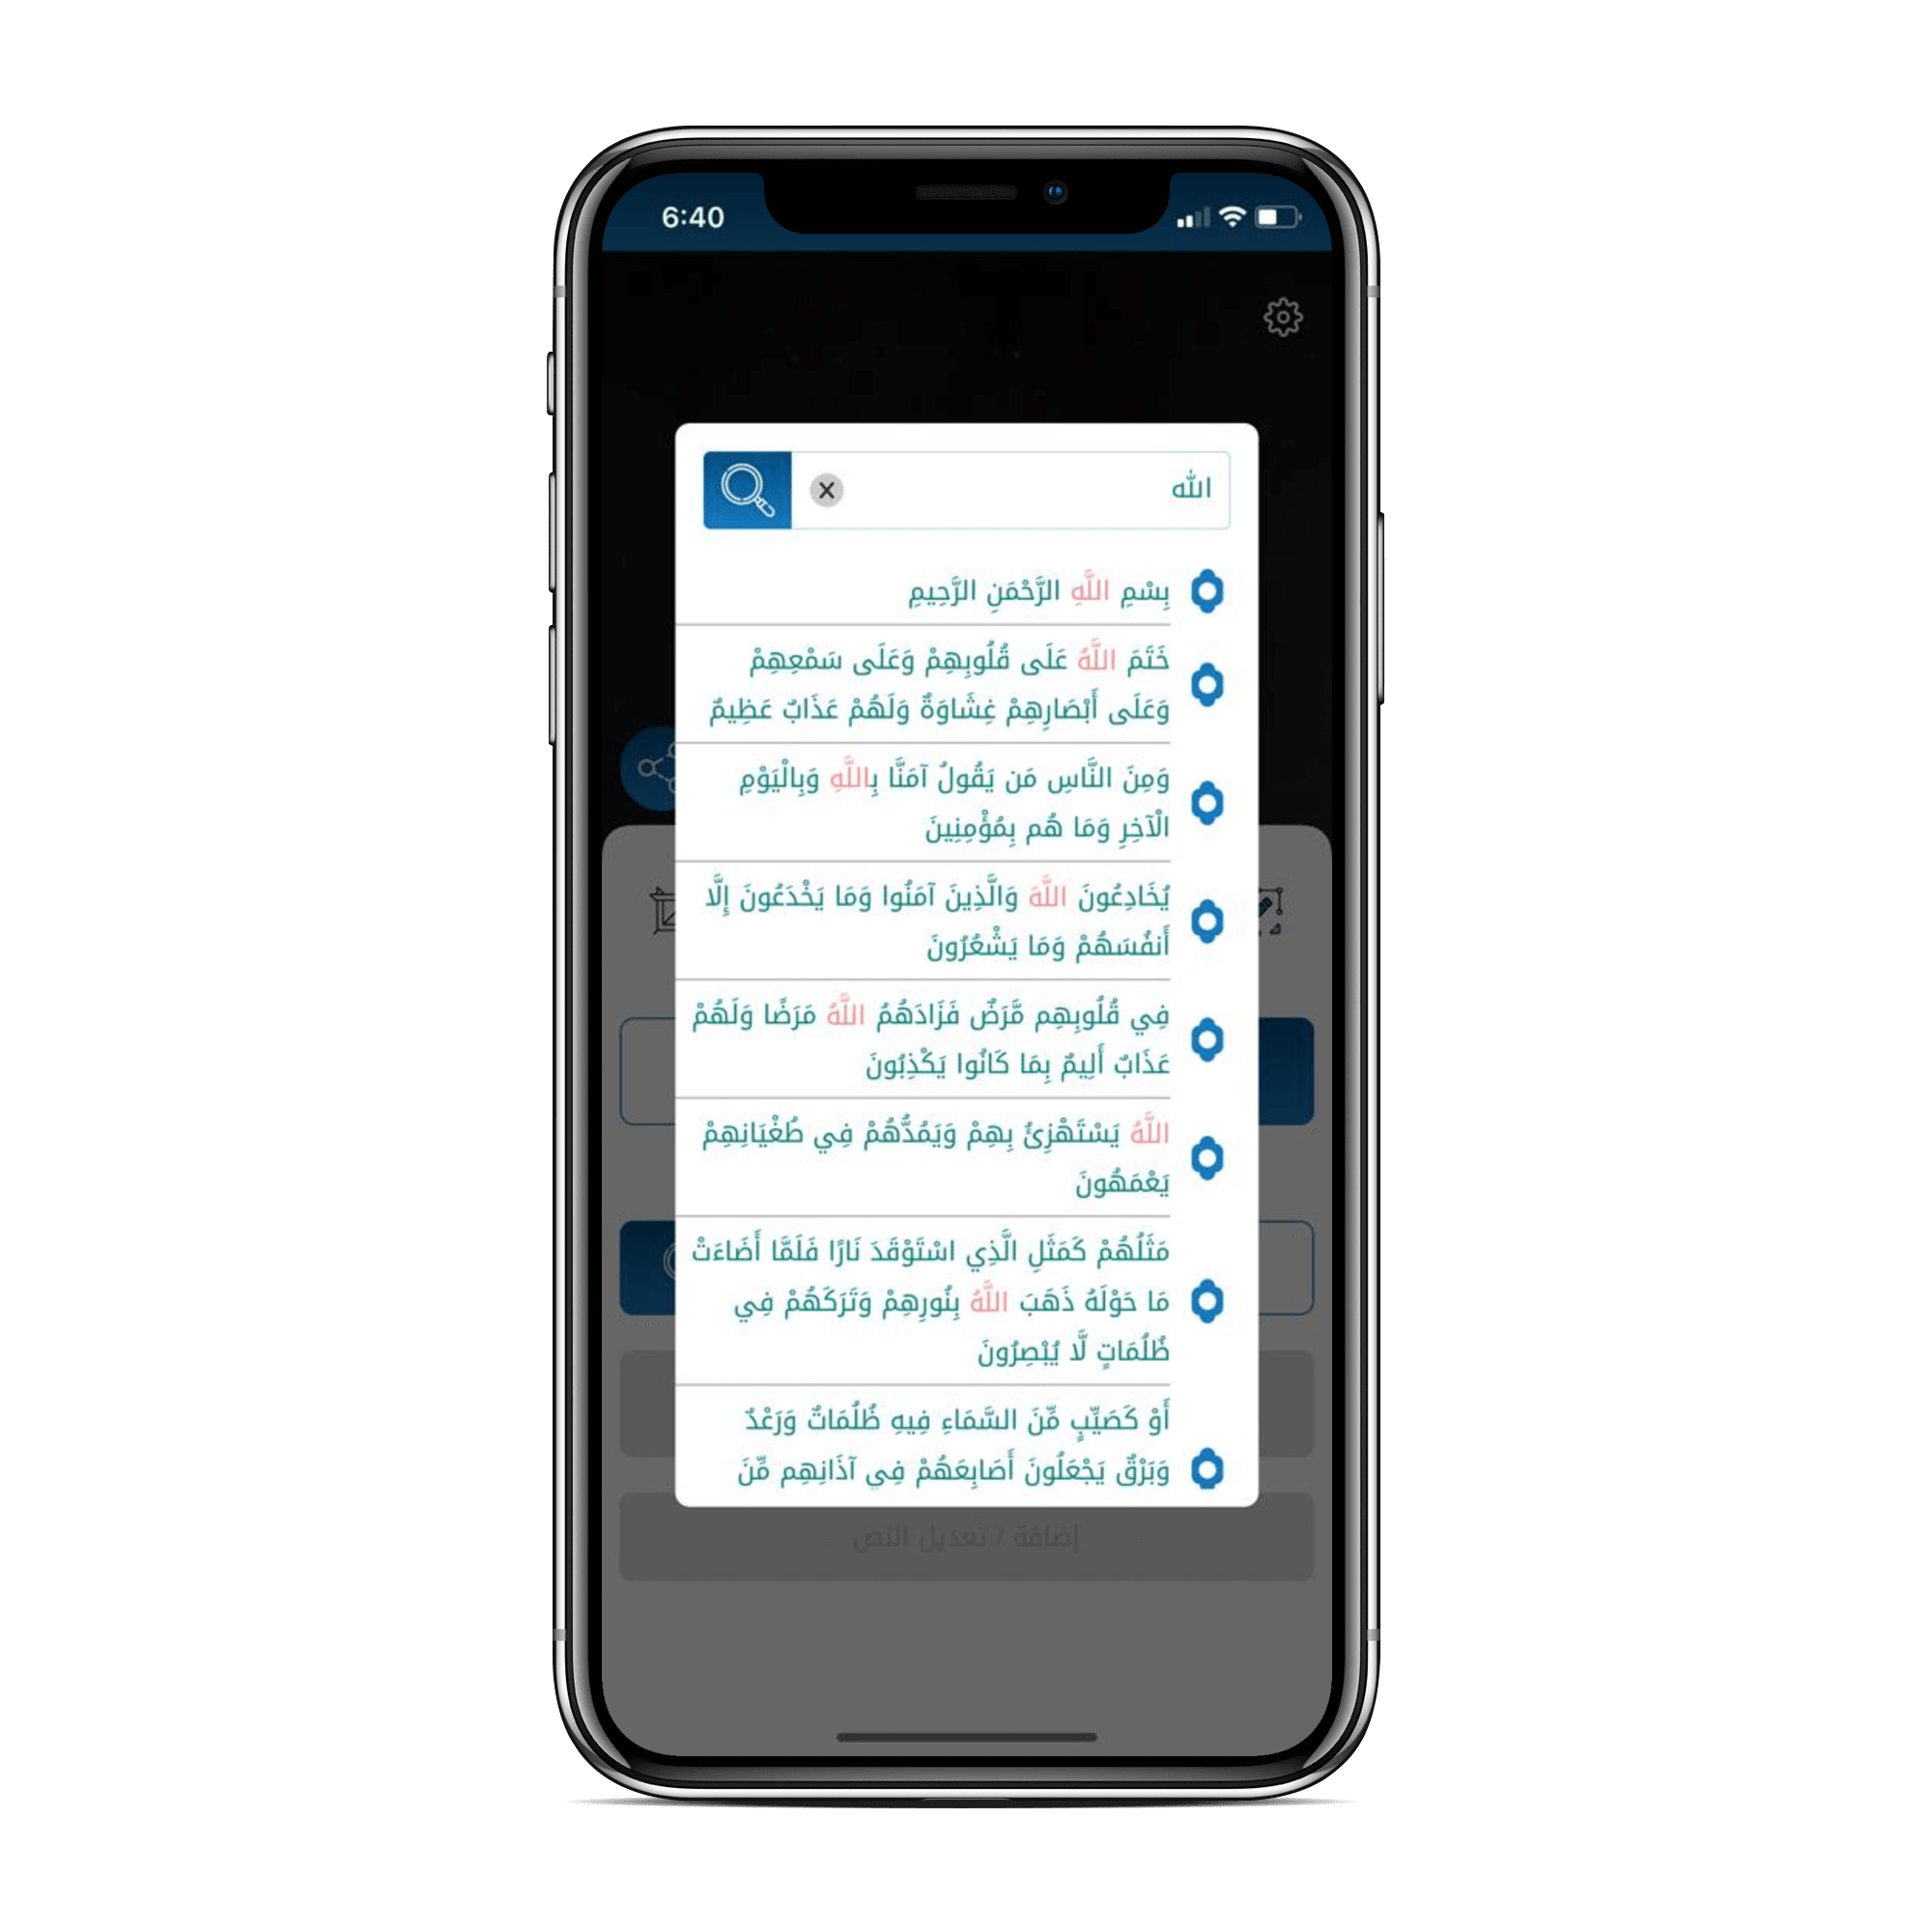 6:40
الله
بِسْمِ اللَّهِ الرَّحْمَنِ الرَّحِيمِ
خَتَمَ اللَّهُ عَلَى قُلُوبِهِمْ وَعَلَى سَمْعِهِمْ
وَعَلَى أَبْصَارِهِمْ غِشَاوَةٌ وَلَهُمْ عَذَابٌ عَظِيمٌ
وَمِنَ النَّاسِ مَن يَقُولُ آمَنَّا بِاللَّهِ وَبِالْيَوْمِ
الْآخِرِ وَمَا هُم بِمُؤْمِنِينَ
يُخَادِعُونَ اللَّهَ وَالَّذِينَ آمَنُوا وَمَا يَخْدَعُونَ إِلَّا
أَنفُسَهُمْ وَمَا يَشْعُرُونَ
فِي قُلُوبِهِم مَّرَضٌ فَزَادَهُمُ اللَّهُ مَرَضًا وَلَهُمْ
عَذَابٌ أَلِيمٌ بِمَا كَانُوا يَكْذِبُونَ
اللَّهُ يَسْتَهْزِئُ بِهِمْ وَيَمُدُّهُمْ فِي طُغْيَانِهِمْ
يَعْمَهُونَ
مَثَلُهُمْ كَمَثَلِ الَّذِي اسْتَوْقَدَ نَارًا فَلَمَّا أَضَاءَتْ
مَا حَوْلَهُ ذَهَبَ اللَّهُ بِنُورِهِمْ وَتَرَكَهُمْ فِي
ظُلُمَاتٍ لَّا يُبْصِرُونَ
أَوْ كَصَيِّبٍ مِّنَ السَّمَاءِ فِيهِ ظُلُمَاتٌ وَرَعْدٌ
وَبَرْقٌ يَجْعَلُونَ أَصَابِعَهُمْ فِي آذَانِهِم مِّنَ
إضافة / تعديل النص